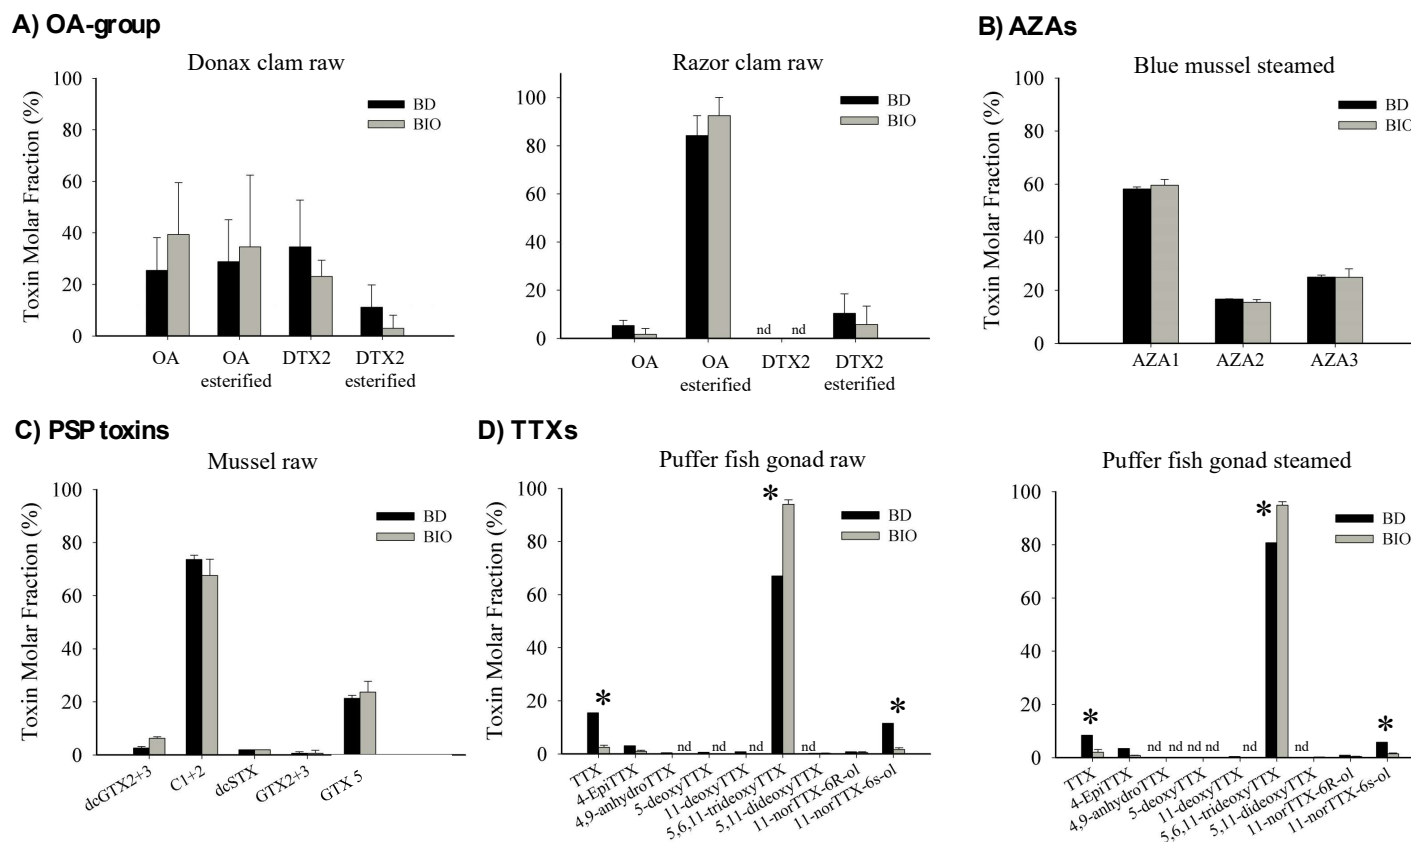 A) OA-group
Donax clam raw
Toxin Molar Fraction (%)
100
80
60
40
20
0
BD
BIO
OA
OA
esterified
DTX2
DTX2
esterified
Razor clam raw
100
80
60
40
20
0
BD
BIO
nd nd
OA
OA
esterified
DTX2
DTX2
esterified
B) AZAs
Blue mussel steamed
Toxin Molar Fraction (%)
100
80
60
40
20
0
BD
BIO
AZA1
AZA2
AZA3
C) PSP toxins
Mussel raw
Toxin Molar Fraction (%)
100
80
60
40
20
0
BD
BIO
dcGTX2+3
C1+2
dcSTX
GTX2+3
GTX 5
D) TTXs
Puffer fish gonad raw
Toxin Molar Fraction (%)
100
80
60
40
20
0
BD
BIO
*
*
*
nd nd nd nd
TTX
4-EpiTTX
4,9-anhydroTTX
5-deoxyTTX
11-deoxyTTX
5,6,11-trideoxyTTX
5,11-dideoxyTTX
11-norTTX-6R-ol
11-norTTX-6s-ol
Puffer fish gonad steamed
100
80
60
40
20
0
BD
BIO
*
*
*
nd nd nd nd nd nd
TTX
4-EpiTTX
4,9-anhydroTTX
5-deoxyTTX
11-deoxyTTX
5,6,11-trideoxyTTX
5,11-dideoxyTTX
11-norTTX-6R-ol
11-norTTX-6s-ol